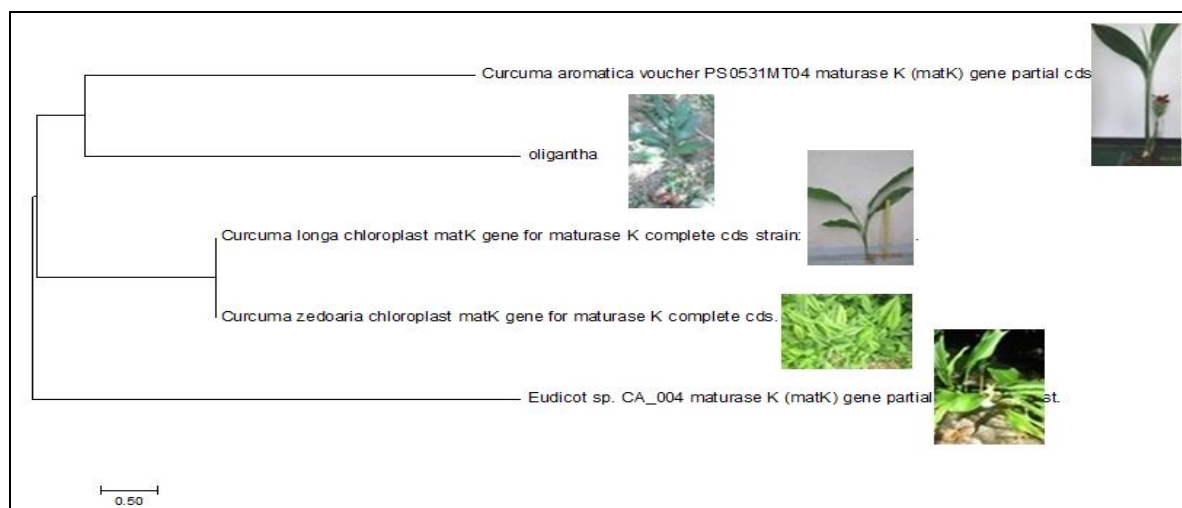 Curcuma aromatica voucher PS0531MT04 maturase K (matK) gene partial cds
oligantha
Curcuma longa chloroplast matK gene for maturase K complete cds strain: .
Curcuma zedoaria chloroplast matK gene for maturase K complete cds.
Eudicot sp. CA_004 maturase K (matK) gene partial st.
0.50